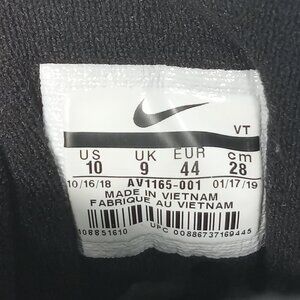 VT
US UK EUR cm
10 9 44 28
10/16/18 AV1165-001 01/17/19
MADE IN VIETNAM
FABRIQUE AU VIETNAM
UPC 00886737169445